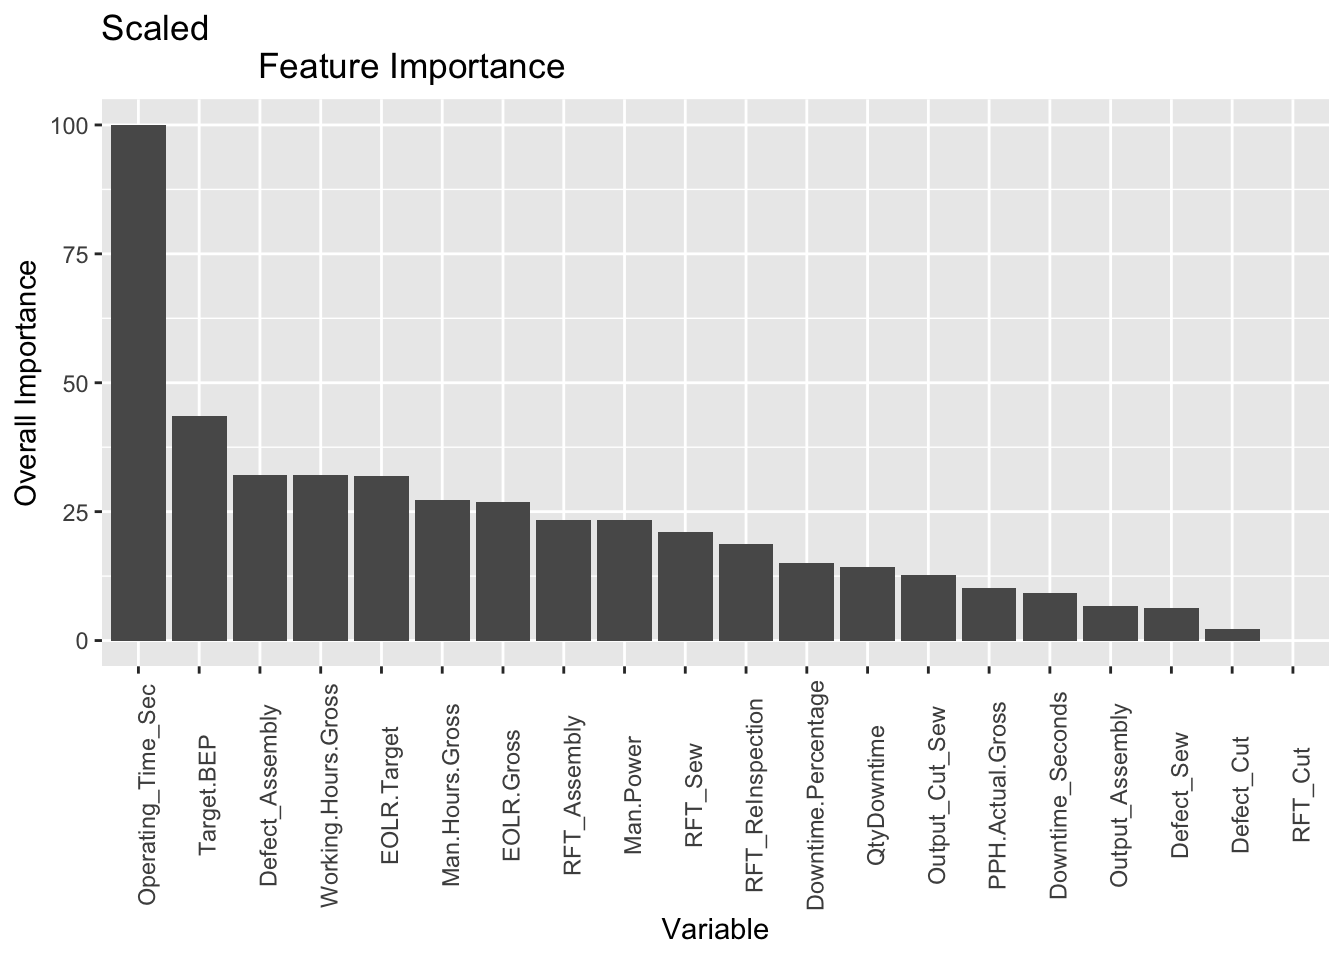 Scaled
Feature Importance
Overall Importance
100
75
50
25
0
Operating_Time_Sec
Target.BEP
Defect_Assembly
Working.Hours.Gross
EOLR.Target
Man.Hours.Gross
EOLR.Gross
RFT_Assembly
Man.Power
RFT_Sew
RFT_ReInspection
Downtime.Percentage
QtyDowntime
Output_Cut_Sew
PPH.Actual.Gross
Downtime_Seconds
Output_Assembly
Defect_Sew
Defect_Cut
RFT_Cut
Variable